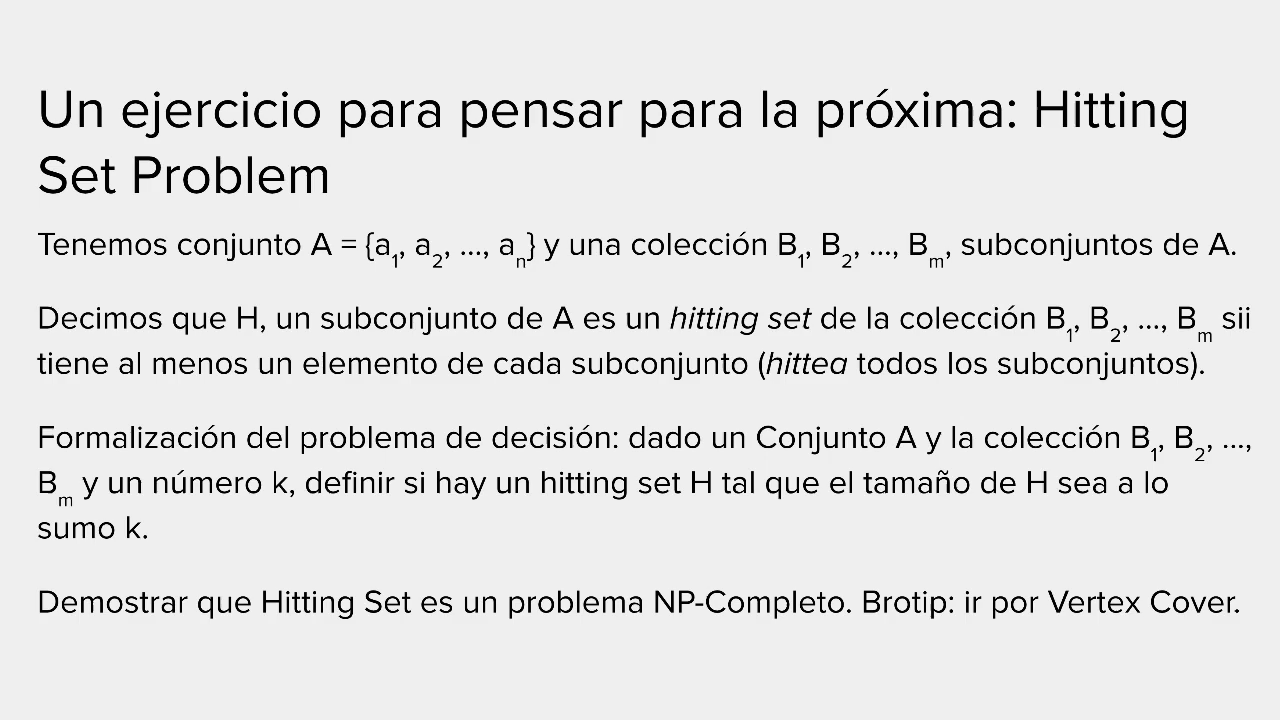 Un ejercicio para pensar para la próxima: Hitting
Set Problem
Tenemos conjunto A = {a₁, a₂, ..., aₙ} y una colección B₁, B₂, ..., Bₘ, subconjuntos de A.
Decimos que H, un subconjunto de A es un hitting set de la colección B₁, B₂, ..., Bₘ sii
tiene al menos un elemento de cada subconjunto (hittea todos los subconjuntos).
Formalización del problema de decisión: dado un Conjunto A y la colección B₁, B₂, ...,
Bₘ y un número k, definir si hay un hitting set H tal que el tamaño de H sea a lo
sumo k.
Demostrar que Hitting Set es un problema NP-Completo. Brotip: ir por Vertex Cover.